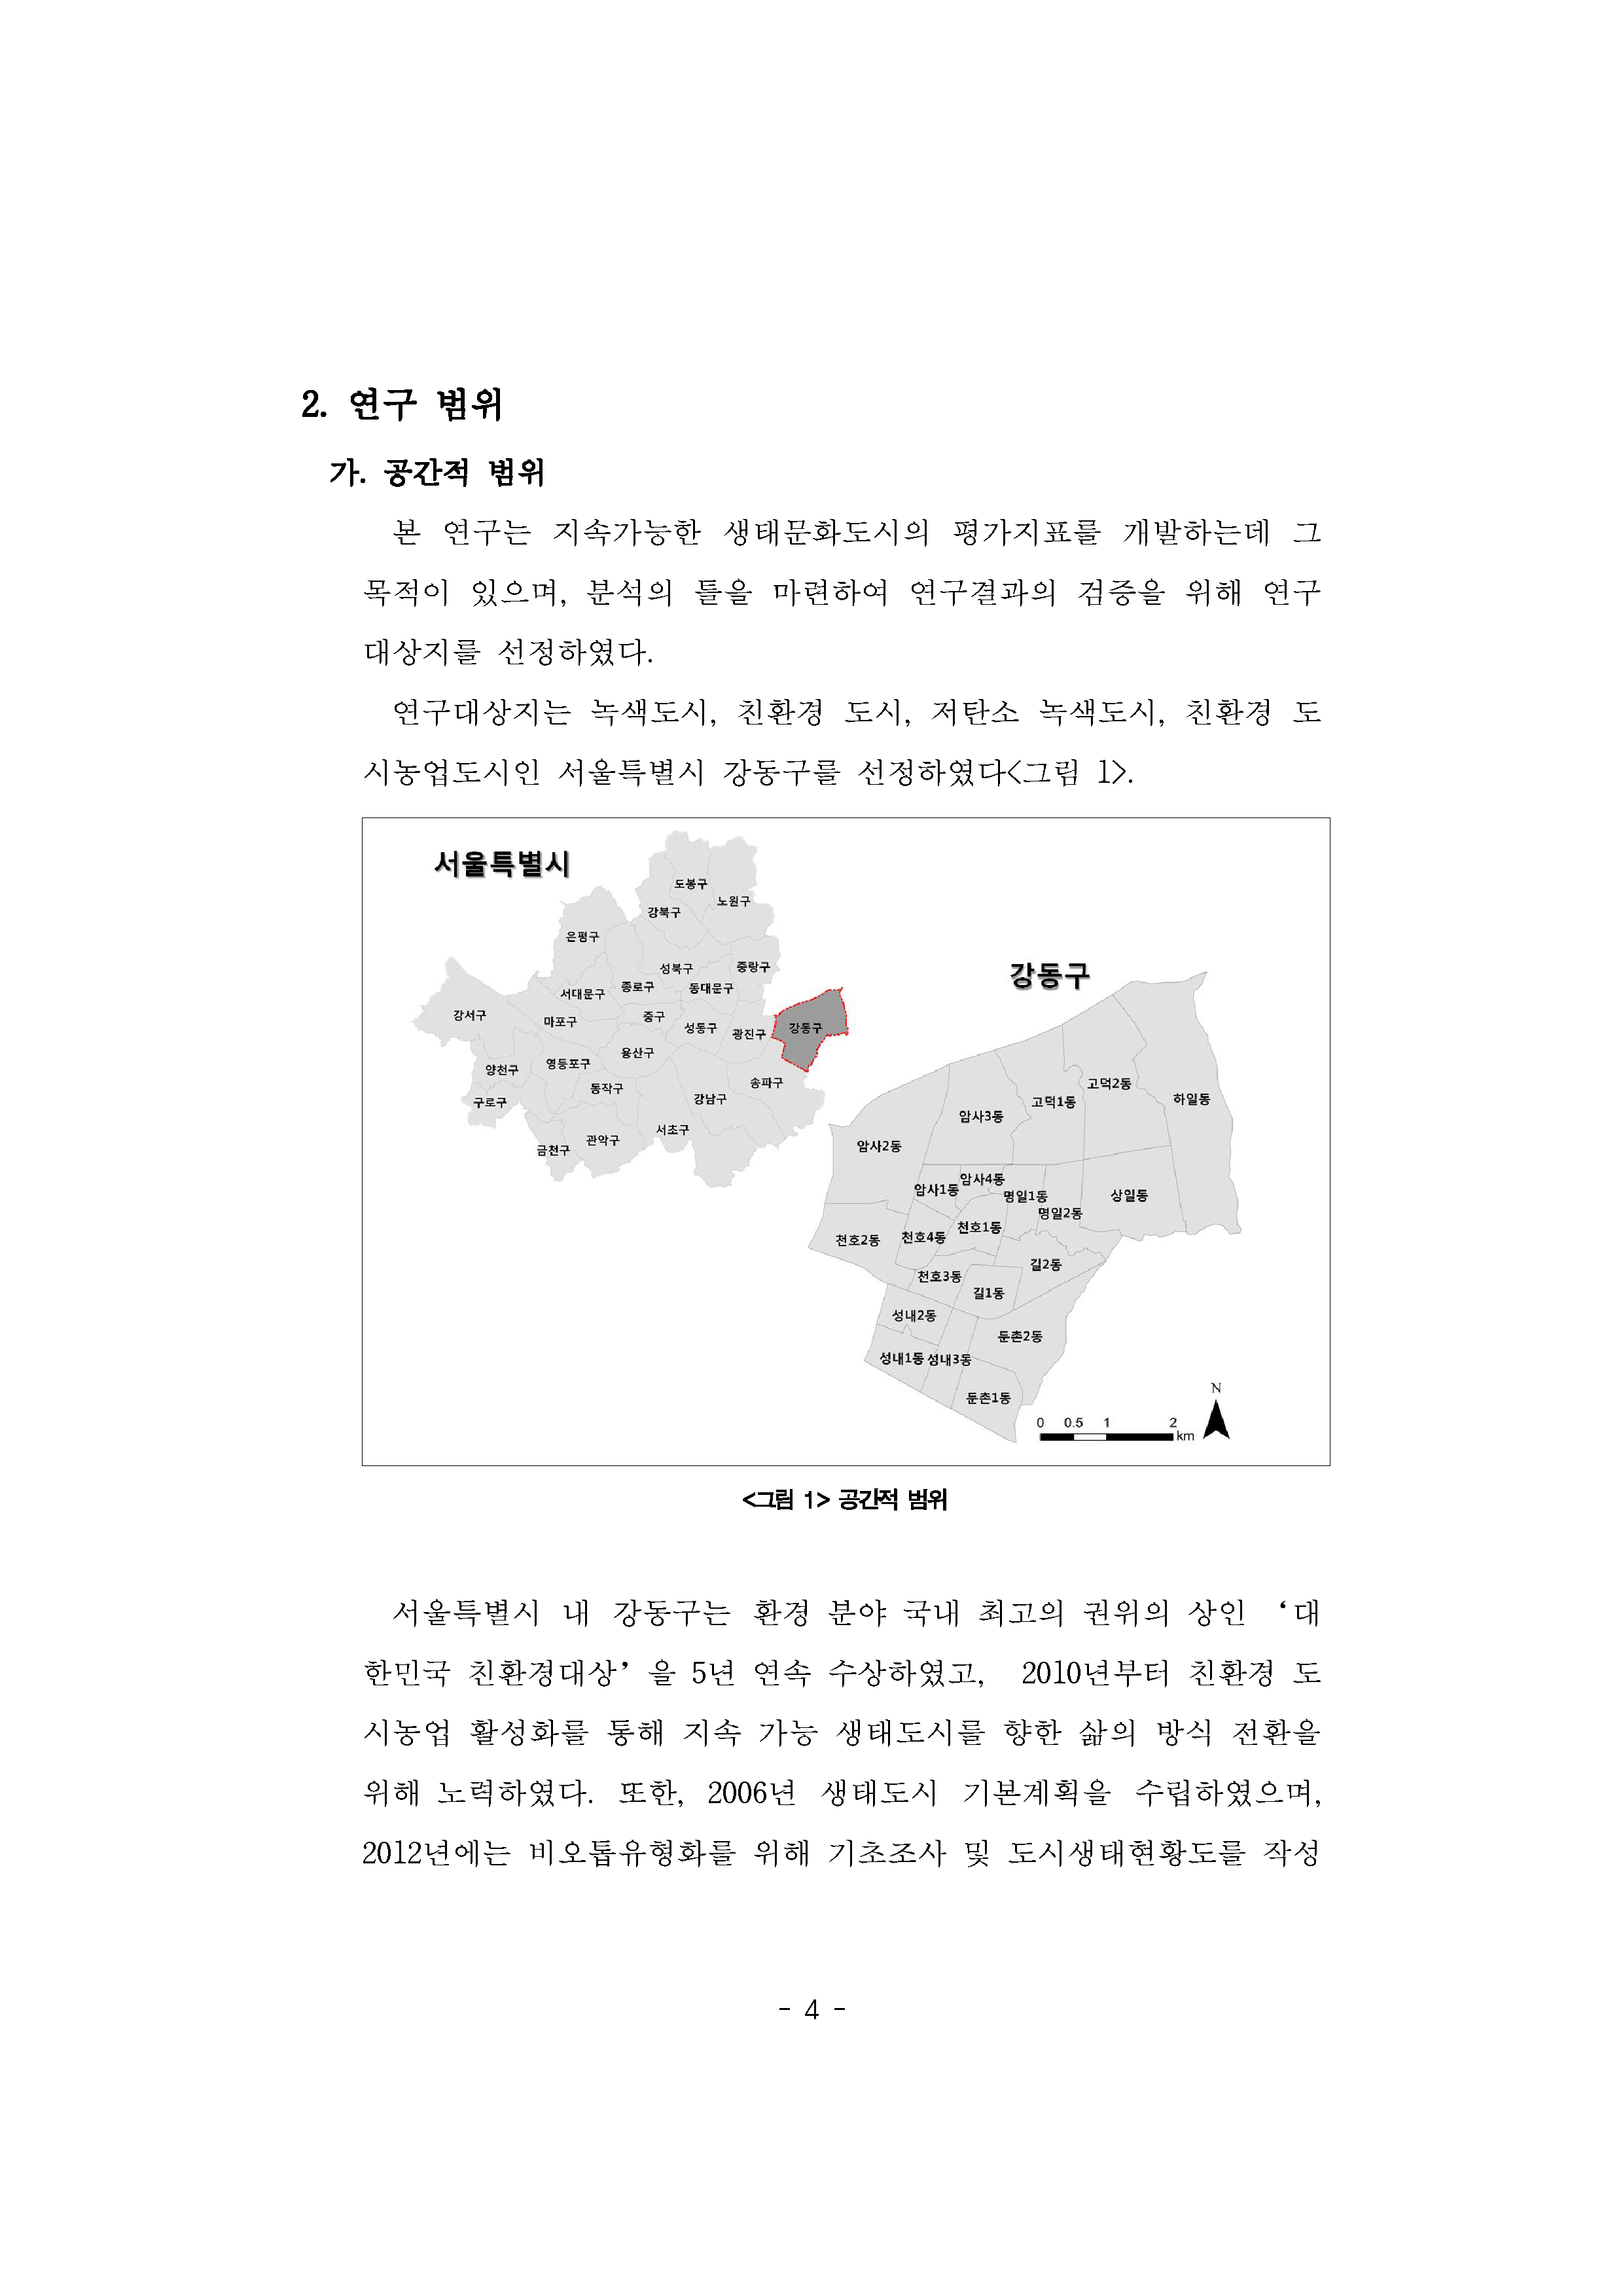 2. 연구 범위
가. 공간적 범위
본 연구는 지속가능한 생태문화도시의 평가지표를 개발하는데 그
목적이 있으며, 분석의 틀을 마련하여 연구결과의 검증을 위해 연구
대상지를 선정하였다.
연구대상지는 녹색도시, 친환경 도시, 저탄소 녹색도시, 친환경 도
시농업도시인 서울특별시 강동구를 선정하였다<그림 1>.
서울특별시
도봉구
노원구
강북구
은평구
성북구
중랑구
서대문구
종로구
동대문구
강서구
마포구
중구
성동구
광진구
강동구
양천구
영등포구
용산구
구로구
동작구
강남구
송파구
금천구
관악구
서초구
강동구
고덕2동
하일동
고덕1동
암사3동
암사2동
암사4동
암사1동
명일1동
상일동
명일2동
천호1동
천호2동
천호4동
길2동
천호3동
길1동
성내2동
둔촌2동
성내1동 성내3동
둔촌1동
N
0 0.5 1 2
km
<그림 1> 공간적 범위
서울특별시 내 강동구는 환경 분야 국내 최고의 권위의 상인 ‘대
한민국 친환경대상’을 5년 연속 수상하였고, 2010년부터 친환경 도
시농업 활성화를 통해 지속 가능 생태도시를 향한 삶의 방식 전환을
위해 노력하였다. 또한, 2006년 생태도시 기본계획을 수립하였으며,
2012년에는 비오톱유형화를 위해 기초조사 및 도시생태현황도를 작성
- 4 -